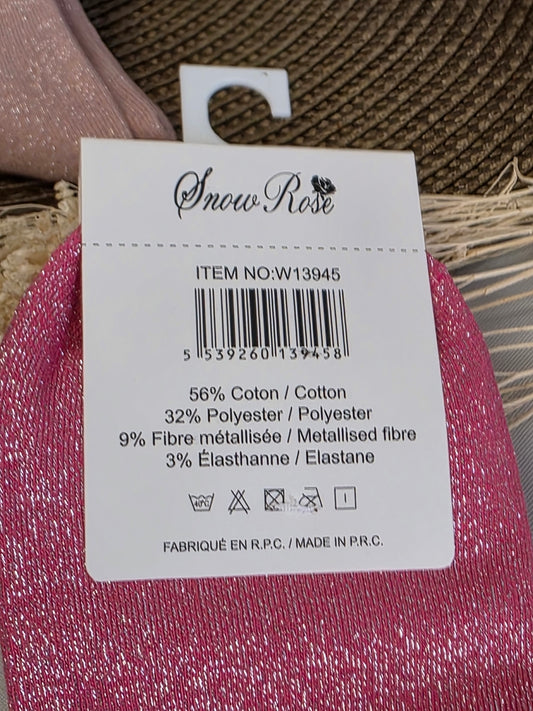 Snow Rose
ITEM NO:W13945
5 539260 139458
56% Coton / Cotton
32% Polyester / Polyester
9% Fibre métallisée / Metallised fibre
3% Élasthanne / Elastane
40°C
FABRIQUÉ EN R.P.C. / MADE IN P.R.C.